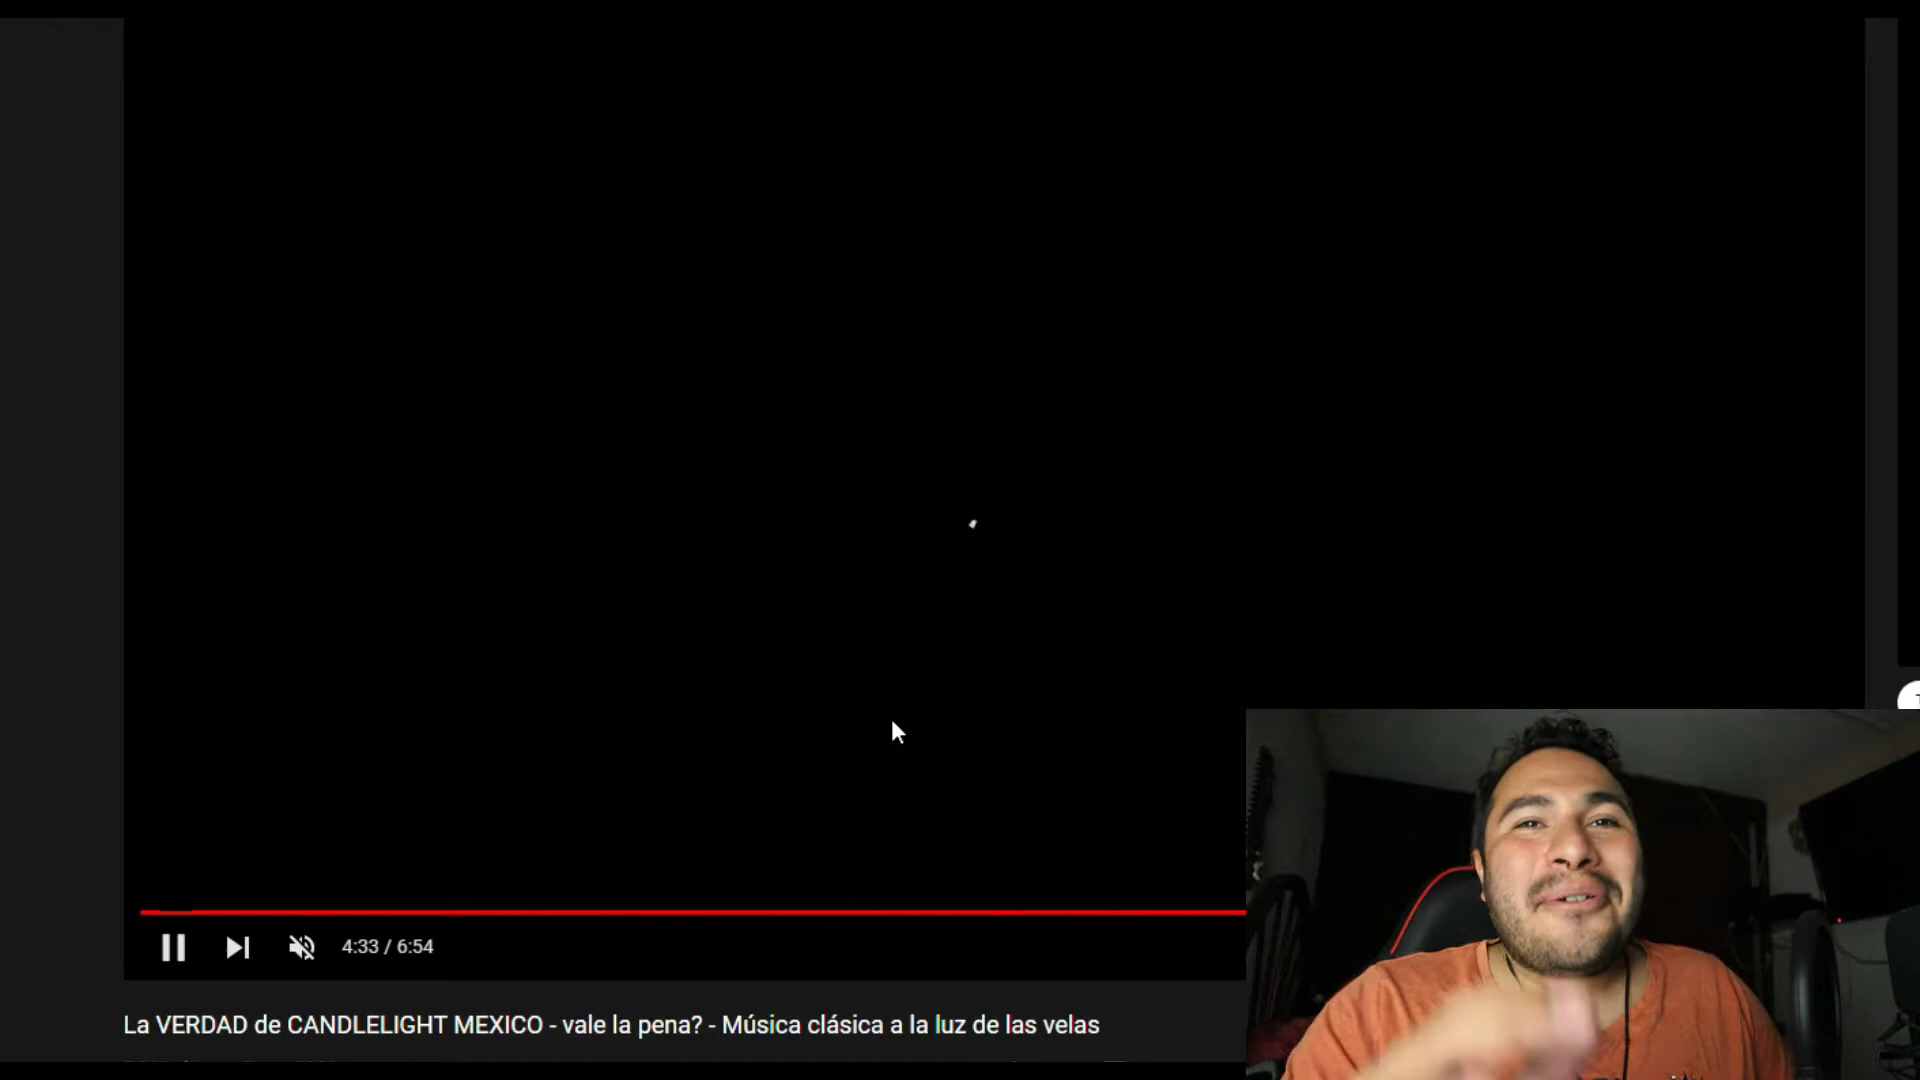 4:33 / 6:54
La VERDAD de CANDLELIGHT MEXICO - vale la pena? - Música clásica a la luz de las velas